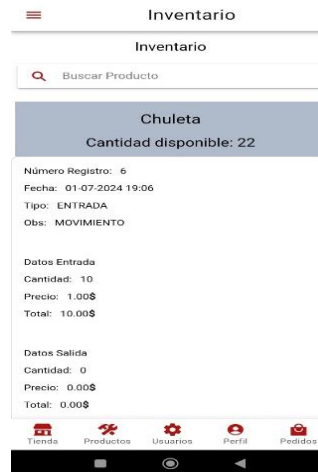 Inventario
Inventario
Buscar Producto
Chuleta
Cantidad disponible: 22
Número Registro: 6
Fecha: 01-07-2024 19:06
Tipo: ENTRADA
Obs: MOVIMIENTO
Datos Entrada
Cantidad: 10
Precio: 1.00$
Total: 10.00$
Datos Salida
Cantidad: 0
Precio: 0.00$
Total: 0.00$
Tienda Productos Usuarios Perfil Pedidos